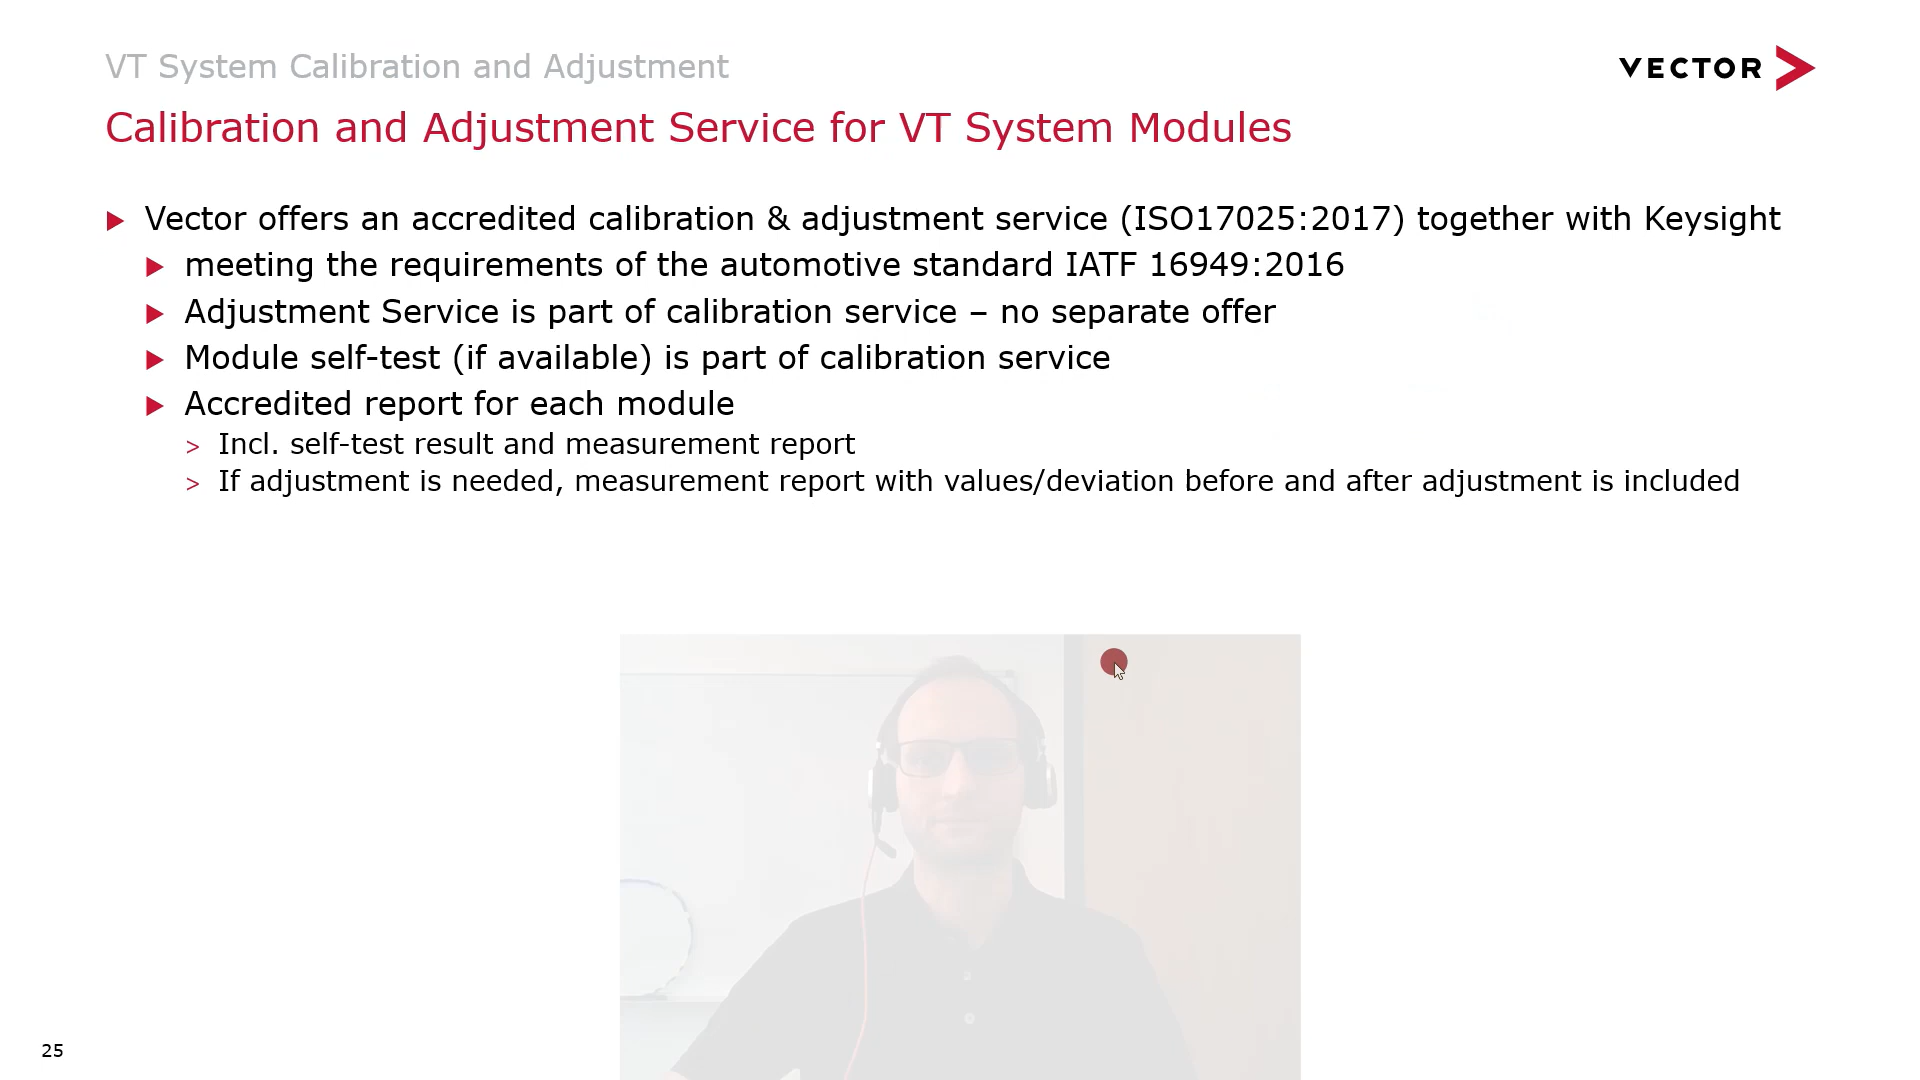 VT System Calibration and Adjustment
VECTOR
Calibration and Adjustment Service for VT System Modules
Vector offers an accredited calibration & adjustment service (ISO17025:2017) together with Keysight
meeting the requirements of the automotive standard IATF 16949:2016
Adjustment Service is part of calibration service – no separate offer
Module self-test (if available) is part of calibration service
Accredited report for each module
Incl. self-test result and measurement report
If adjustment is needed, measurement report with values/deviation before and after adjustment is included
25